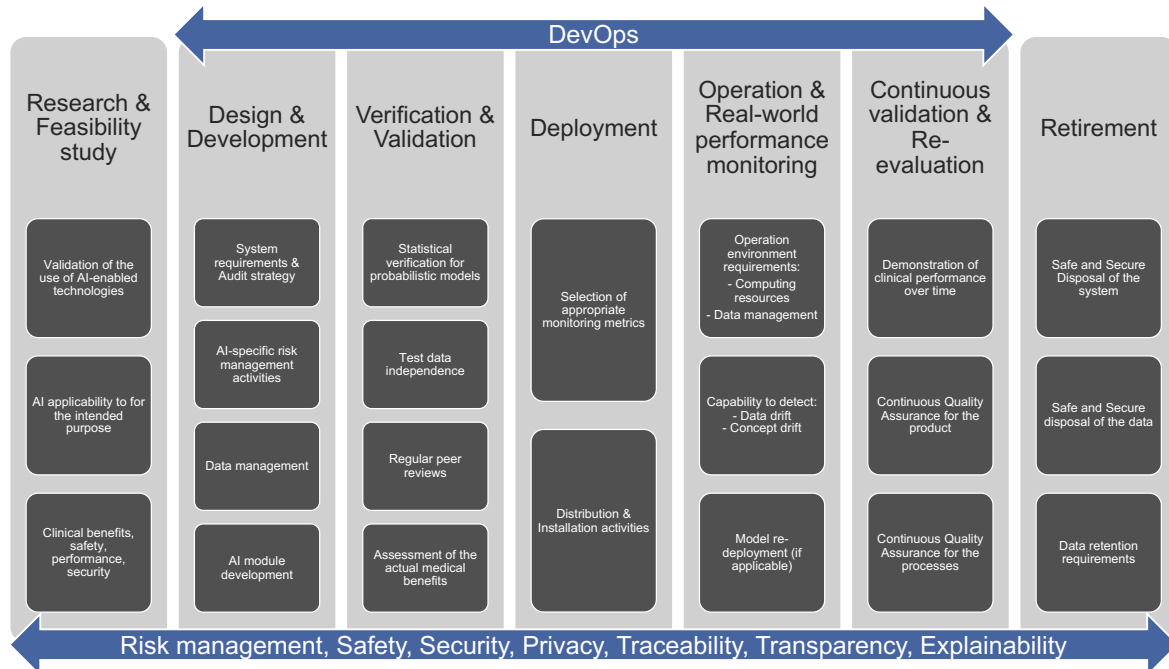 DevOps
Research &
Feasibility
study
Validation of the
use of AI-enabled
technologies
AI applicability to for
the intended
purpose
Clinical benefits,
safety,
performance,
security
Design &
Development
System
requirements &
Audit strategy
AI-specific risk
management
activities
Data management
AI module
development
Verification &
Validation
Statistical
verification for
probabilistic models
Test data
independence
Regular peer
reviews
Assessment of the
actual medical
benefits
Deployment
Selection of
appropriate
monitoring metrics
Distribution &
Installation activities
Operation &
Real-world
performance
monitoring
Operation
environment
requirements:
- Computing
resources
- Data management
Capability to detect:
- Data drift
- Concept drift
Model re-
deployment (if
applicable)
Continuous
validation &
Re-
evaluation
Demonstration of
clinical performance
over time
Continuous Quality
Assurance for the
product
Continuous Quality
Assurance for the
processes
Retirement
Safe and Secure
Disposal of the
system
Safe and Secure
disposal of the data
Data retention
requirements
Risk management, Safety, Security, Privacy, Traceability, Transparency, Explainability